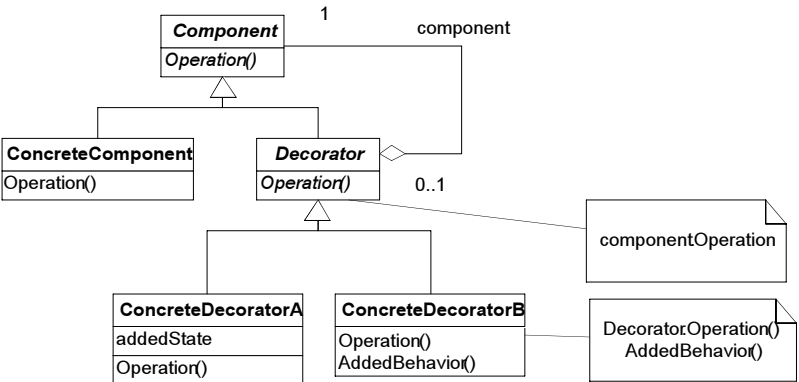 1
Component
component
Operation()
ConcreteComponent
Operation()
Decorator
Operation()
0..1
componentOperation
ConcreteDecoratorA
addedState
Operation()
ConcreteDecoratorB
Operation()
AddedBehavior()
Decorator.Operation()
AddedBehavior()